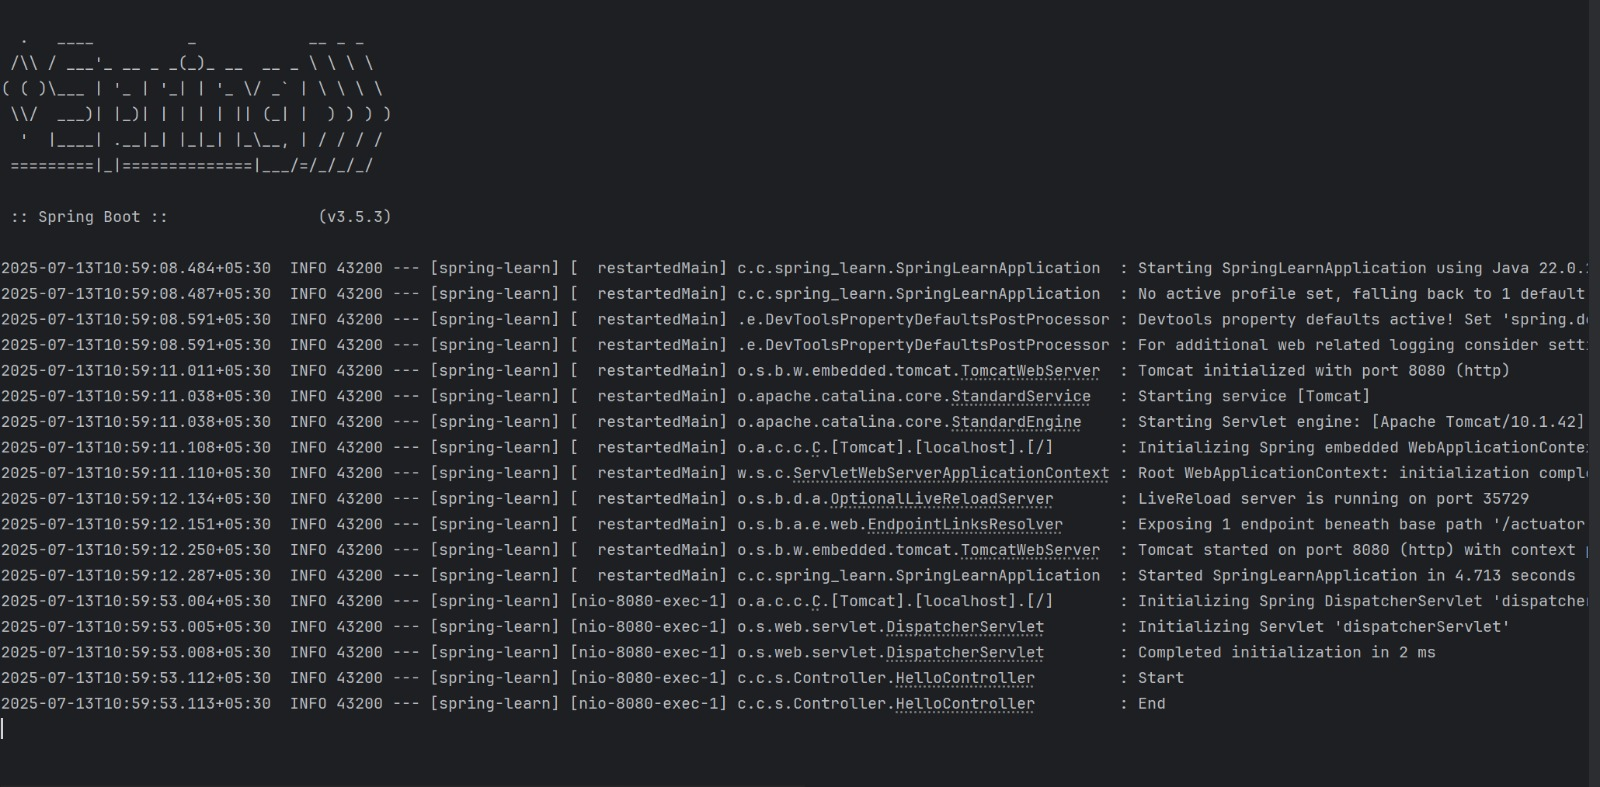 .   ____          _            __ _ _
 /\\ / ___'_ __ _ _(_)_ __  __ _ \ \ \ \
( ( )\___ | '_ | '_| | '_ \/ _` | \ \ \ \
 \\/  ___)| |_)| | | | | || (_| |  ) ) ) )
  '  |____| .__|_| |_|_| |_\__, | / / / /
 =========|_|==============|___/=/_/_/_/
 :: Spring Boot ::                (v3.5.3)
2025-07-13T10:59:08.484+05:30  INFO 43200 --- [spring-learn] [  restartedMain] c.c.spring_learn.SpringLearnApplication  : Starting SpringLearnApplication using Java 22.0.
2025-07-13T10:59:08.487+05:30  INFO 43200 --- [spring-learn] [  restartedMain] c.c.spring_learn.SpringLearnApplication  : No active profile set, falling back to 1 default
2025-07-13T10:59:08.591+05:30  INFO 43200 --- [spring-learn] [  restartedMain] .e.DevToolsPropertyDefaultsPostProcessor : Devtools property defaults active! Set 'spring.de
2025-07-13T10:59:08.591+05:30  INFO 43200 --- [spring-learn] [  restartedMain] .e.DevToolsPropertyDefaultsPostProcessor : For additional web related logging consider setti
2025-07-13T10:59:11.011+05:30  INFO 43200 --- [spring-learn] [  restartedMain] o.s.b.w.embedded.tomcat.TomcatWebServer  : Tomcat initialized with port 8080 (http)
2025-07-13T10:59:11.038+05:30  INFO 43200 --- [spring-learn] [  restartedMain] o.apache.catalina.core.StandardService   : Starting service [Tomcat]
2025-07-13T10:59:11.038+05:30  INFO 43200 --- [spring-learn] [  restartedMain] o.apache.catalina.core.StandardEngine    : Starting Servlet engine: [Apache Tomcat/10.1.42]
2025-07-13T10:59:11.108+05:30  INFO 43200 --- [spring-learn] [  restartedMain] o.a.c.c.C.[Tomcat].[localhost].[/]       : Initializing Spring embedded WebApplicationConte
2025-07-13T10:59:11.110+05:30  INFO 43200 --- [spring-learn] [  restartedMain] w.s.c.ServletWebServerApplicationContext : Root WebApplicationContext: initialization compl
2025-07-13T10:59:12.134+05:30  INFO 43200 --- [spring-learn] [  restartedMain] o.s.b.d.a.OptionalLiveReloadServer       : LiveReload server is running on port 35729
2025-07-13T10:59:12.151+05:30  INFO 43200 --- [spring-learn] [  restartedMain] o.s.b.a.e.web.EndpointLinksResolver      : Exposing 1 endpoint beneath base path '/actuator
2025-07-13T10:59:12.250+05:30  INFO 43200 --- [spring-learn] [  restartedMain] o.s.b.w.embedded.tomcat.TomcatWebServer  : Tomcat started on port 8080 (http) with context
2025-07-13T10:59:12.287+05:30  INFO 43200 --- [spring-learn] [  restartedMain] c.c.spring_learn.SpringLearnApplication  : Started SpringLearnApplication in 4.713 seconds
2025-07-13T10:59:53.004+05:30  INFO 43200 --- [spring-learn] [nio-8080-exec-1] o.a.c.c.C.[Tomcat].[localhost].[/]       : Initializing Spring DispatcherServlet 'dispatche
2025-07-13T10:59:53.005+05:30  INFO 43200 --- [spring-learn] [nio-8080-exec-1] o.s.web.servlet.DispatcherServlet        : Initializing Servlet 'dispatcherServlet'
2025-07-13T10:59:53.008+05:30  INFO 43200 --- [spring-learn] [nio-8080-exec-1] o.s.web.servlet.DispatcherServlet        : Completed initialization in 2 ms
2025-07-13T10:59:53.112+05:30  INFO 43200 --- [spring-learn] [nio-8080-exec-1] c.c.s.Controller.HelloController         : Start
2025-07-13T10:59:53.113+05:30  INFO 43200 --- [spring-learn] [nio-8080-exec-1] c.c.s.Controller.HelloController         : End